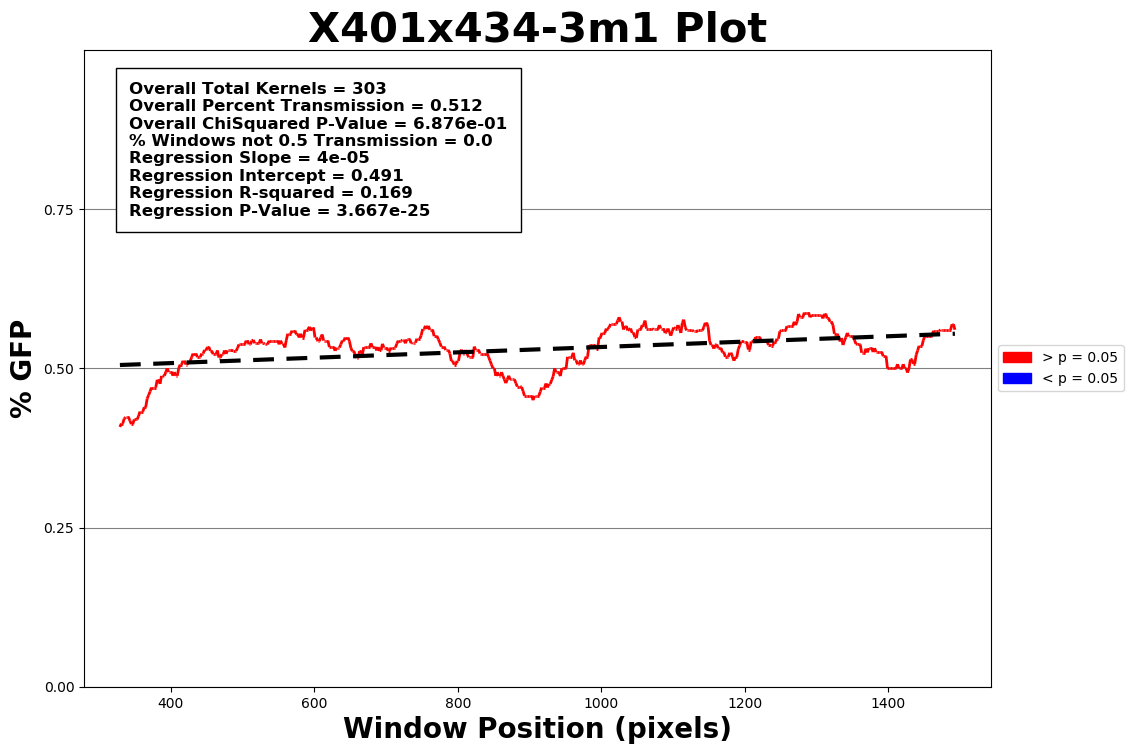 X401x434-3m1 Plot
Overall Total Kernels = 303
Overall Percent Transmission = 0.512
Overall ChiSquared P-Value = 6.876e-01
% Windows not 0.5 Transmission = 0.0
Regression Slope = 4e-05
Regression Intercept = 0.491
Regression R-squared = 0.169
Regression P-Value = 3.667e-25
0.75
0.50
0.25
0.00
% GFP
> p = 0.05
< p = 0.05
400 600 800 1000 1200 1400
Window Position (pixels)